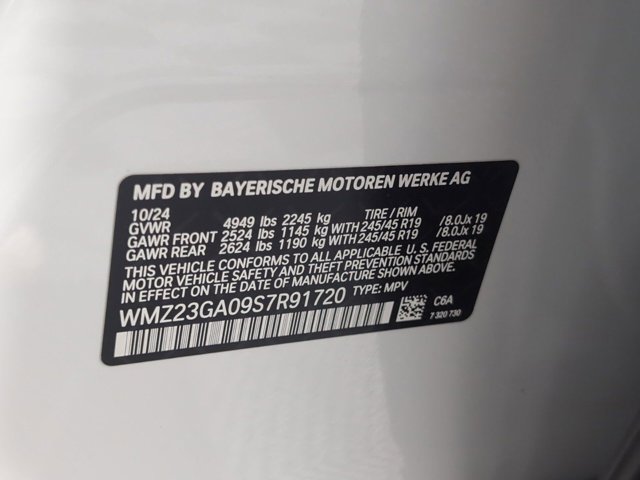 MFD BY BAYERISCHE MOTOREN WERKE AG
10/24
GVWR 4949 lbs 2245 kg TIRE / RIM
GAWR FRONT 2524 lbs 1145 kg WITH 245/45 R19 /8.0Jx 19
GAWR REAR 2624 lbs 1190 kg WITH 245/45 R19 /8.0Jx 19
THIS VEHICLE CONFORMS TO ALL APPLICABLE U.S. FEDERAL
MOTOR VEHICLE SAFETY AND THEFT PREVENTION STANDARDS
IN EFFECT ON THE DATE OF MANUFACTURE SHOWN ABOVE.
WMZ23GA09S7R91720 TYPE: MPV
C6A
7 320 730